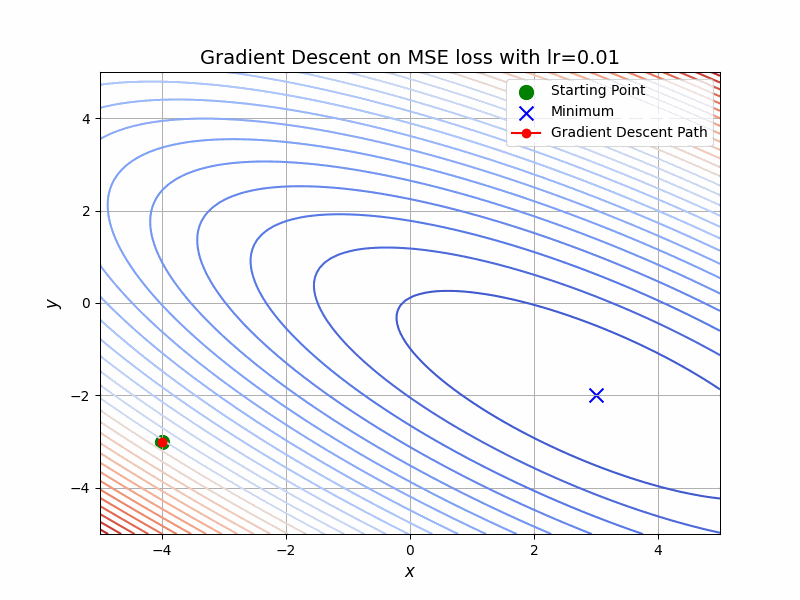 Gradient Descent on MSE loss with lr=0.01
Starting Point
Minimum
Gradient Descent Path
y
4
2
0
−2
−4
−4 −2 0 2 4
x